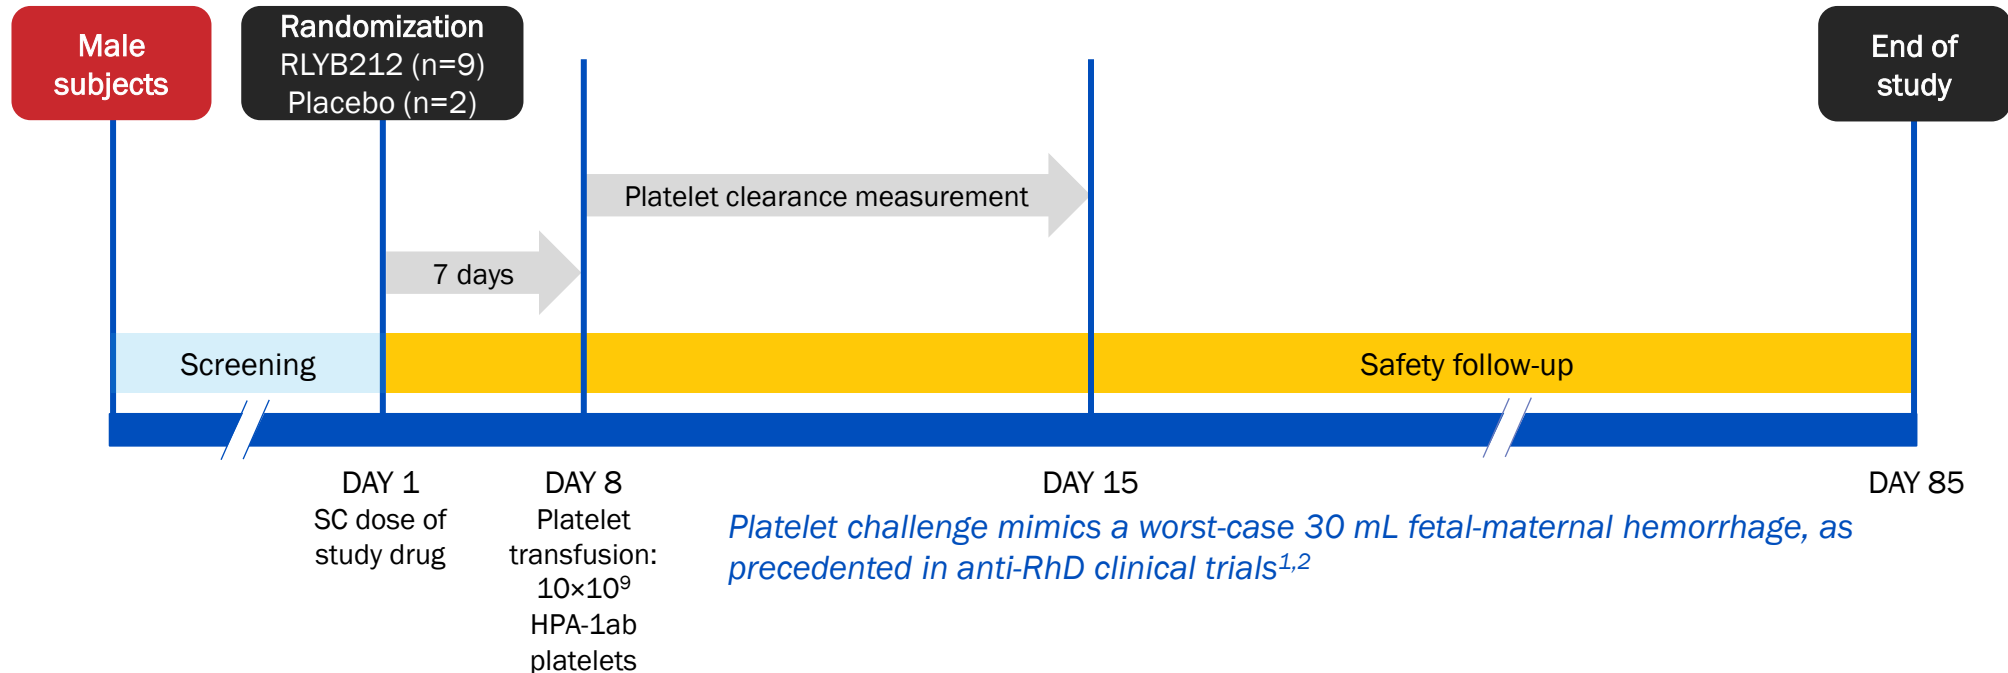 Male
subjects
Randomization
RLYB212 (n=9)
Placebo (n=2)
End of
study
Platelet clearance measurement
7 days
Screening
Safety follow-up
DAY 1
SC dose of
study drug
DAY 8
Platelet
transfusion:
10×10⁹
HPA-1ab
platelets
DAY 15
DAY 85
Platelet challenge mimics a worst-case 30 mL fetal-maternal hemorrhage, as
precedented in anti-RhD clinical trials¹,²